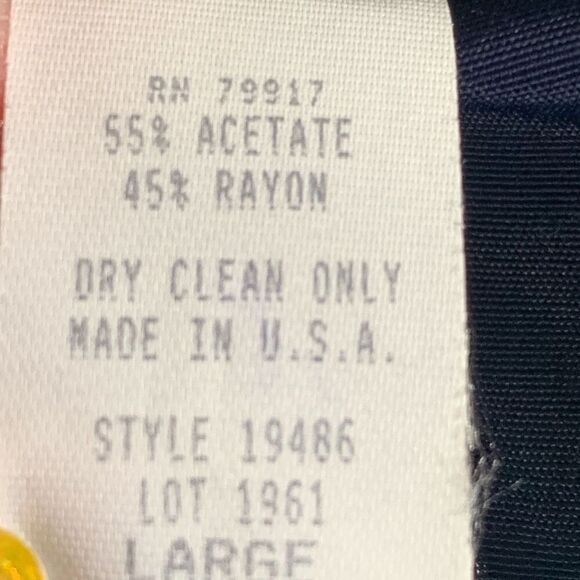 RN 79917
55% ACETATE
45% RAYON
DRY CLEAN ONLY
MADE IN U.S.A.
STYLE 19486
LOT 1961
LARGE